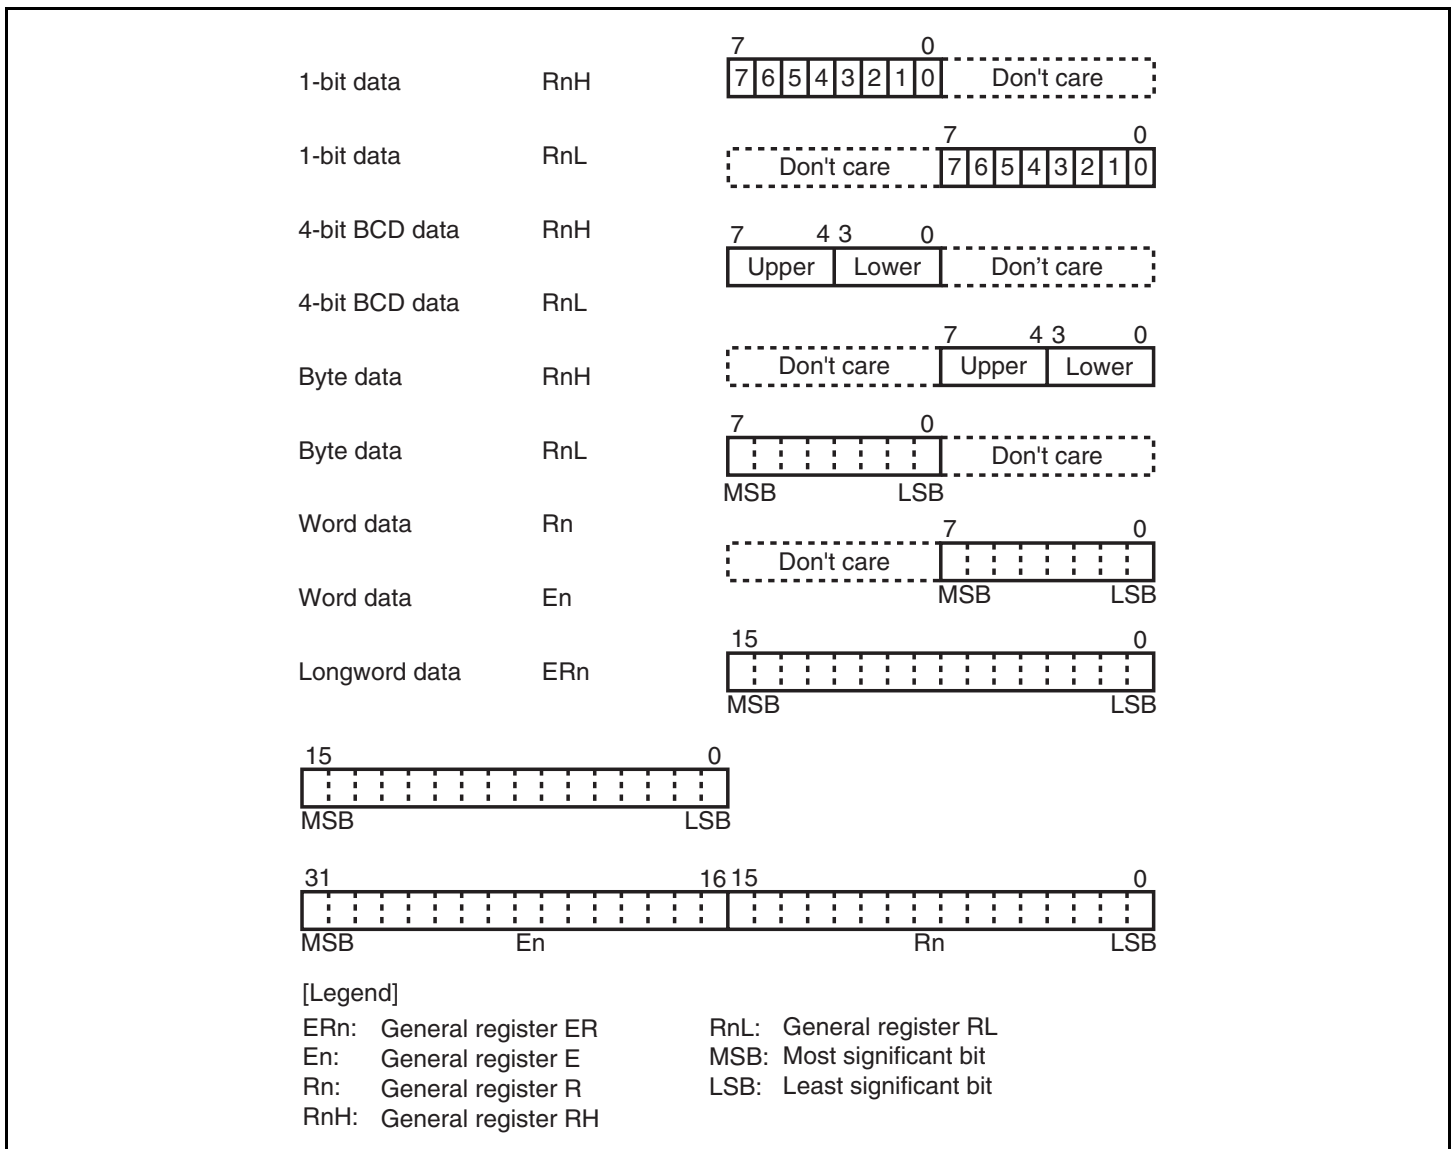 7 0
1-bit data RnH 7 6 5 4 3 2 1 0 Don't care
7 0
1-bit data RnL Don't care 7 6 5 4 3 2 1 0
4-bit BCD data RnH 7 4 3 0
Upper Lower Don’t care
4-bit BCD data RnL
7 4 3 0
Byte data RnH Don't care Upper Lower
7 0
Byte data RnL Don't care
MSB LSB
Word data Rn 7 0
Don't care
Word data En MSB LSB
15 0
Longword data ERn
MSB LSB
15 0
MSB LSB
31 16 15 0
MSB En Rn LSB
[Legend]
ERn: General register ER
En: General register E
Rn: General register R
RnH: General register RH
RnL: General register RL
MSB: Most significant bit
LSB: Least significant bit